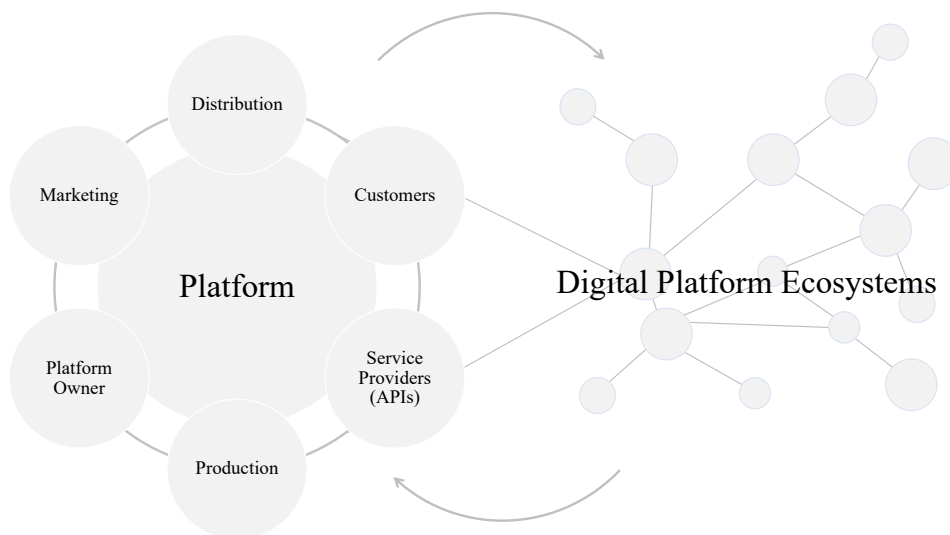 Distribution
Marketing
Customers
Platform
Digital Platform Ecosystems
Platform
Owner
Service
Providers
(APIs)
Production